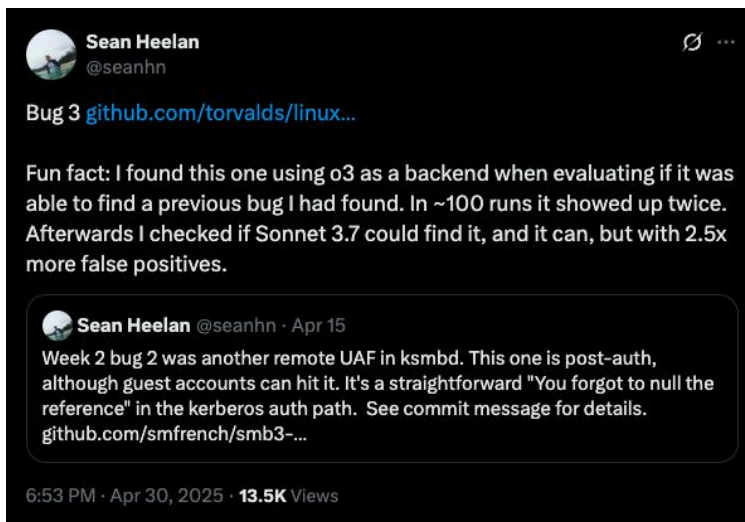 Sean Heelan
@seanhn
Bug 3 github.com/torvalds/linux...
Fun fact: I found this one using o3 as a backend when evaluating if it was
able to find a previous bug I had found. In ~100 runs it showed up twice.
Afterwards I checked if Sonnet 3.7 could find it, and it can, but with 2.5x
more false positives.
Sean Heelan @seanhn · Apr 15
Week 2 bug 2 was another remote UAF in ksmbd. This one is post-auth,
although guest accounts can hit it. It's a straightforward "You forgot to null the
reference" in the kerberos auth path.  See commit message for details.
github.com/smfrench/smb3-...
6:53 PM · Apr 30, 2025 · 13.5K Views